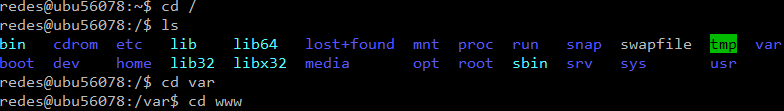 redes@ubu56078:~$ cd /
redes@ubu56078:/$ ls
bin cdrom etc lib lib64 lost+found mnt proc run snap swapfile tmp var
boot dev home lib32 libx32 media opt root sbin srv sys usr
redes@ubu56078:/$ cd var
redes@ubu56078:/var$ cd www